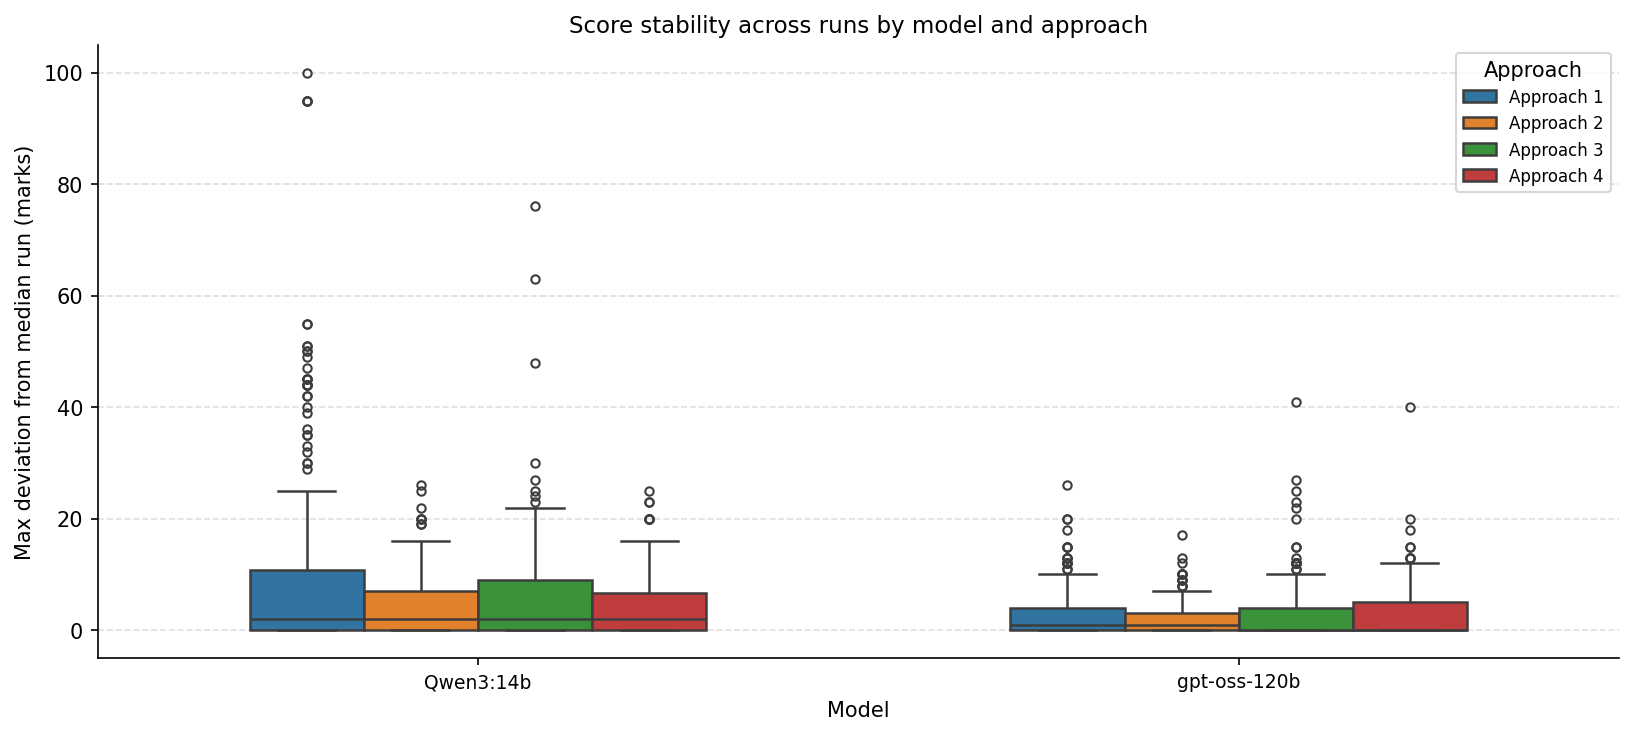 Score stability across runs by model and approach
Max deviation from median run (marks)
100
80
60
40
20
0
Approach
Approach 1
Approach 2
Approach 3
Approach 4
Qwen3:14b
gpt-oss-120b
Model